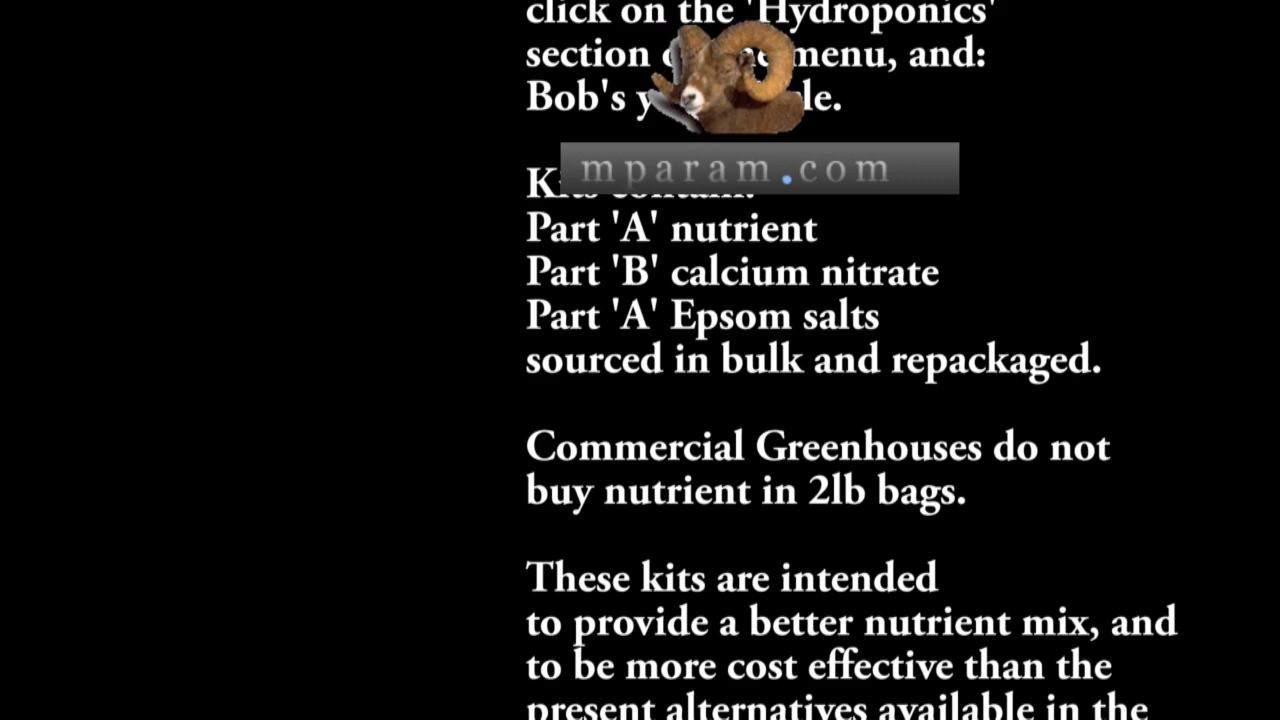 click on the 'Hydroponics'
section menu, and:
Bob's
mparam.com
Part 'A' nutrient
Part 'B' calcium nitrate
Part 'A' Epsom salts
sourced in bulk and repackaged.
Commercial Greenhouses do not
buy nutrient in 2lb bags.
These kits are intended
to provide a better nutrient mix, and
to be more cost effective than the
present alternatives available in the